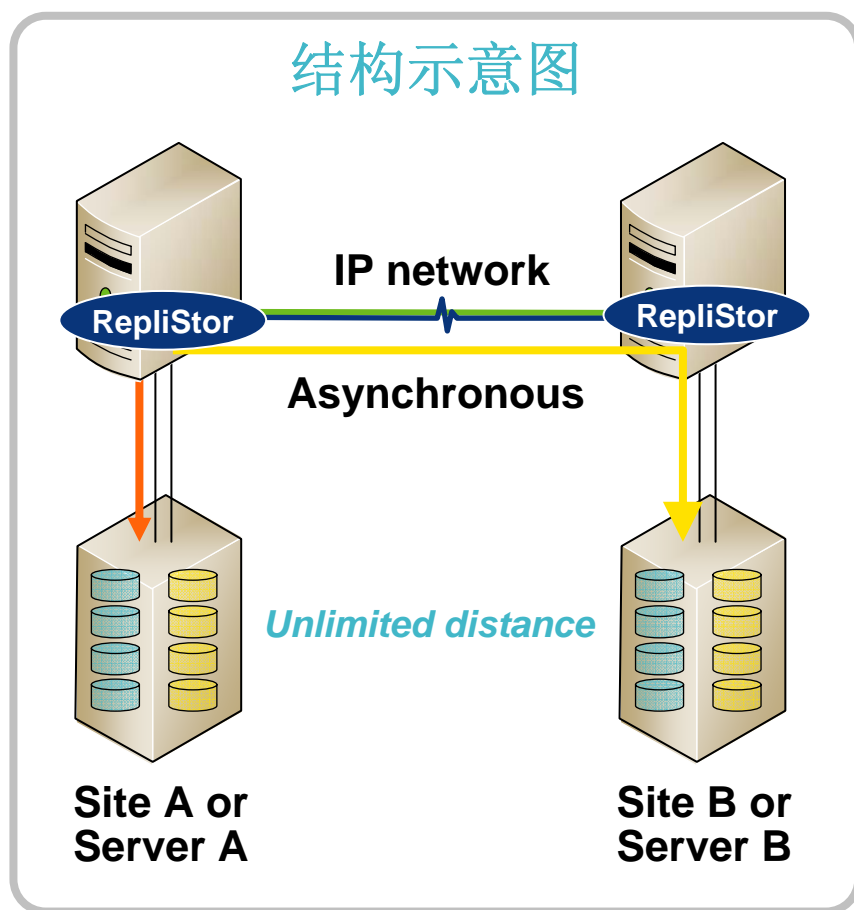 结构示意图
IP network
RepliStor
RepliStor
Asynchronous
Unlimited distance
Site A or
Server A
Site B or
Server B